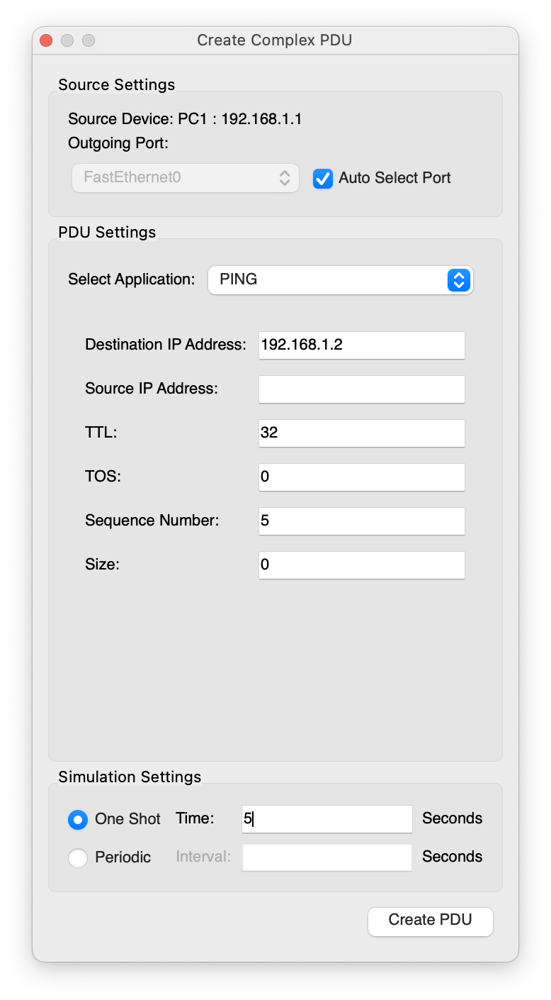 Create Complex PDU
Source Settings
Source Device: PC1 : 192.168.1.1
Outgoing Port:
FastEthernet0 Auto Select Port
PDU Settings
Select Application: PING
Destination IP Address: 192.168.1.2
Source IP Address:
TTL: 32
TOS: 0
Sequence Number: 5
Size: 0
Simulation Settings
One Shot Time: 5 Seconds
Periodic Interval: Seconds
Create PDU